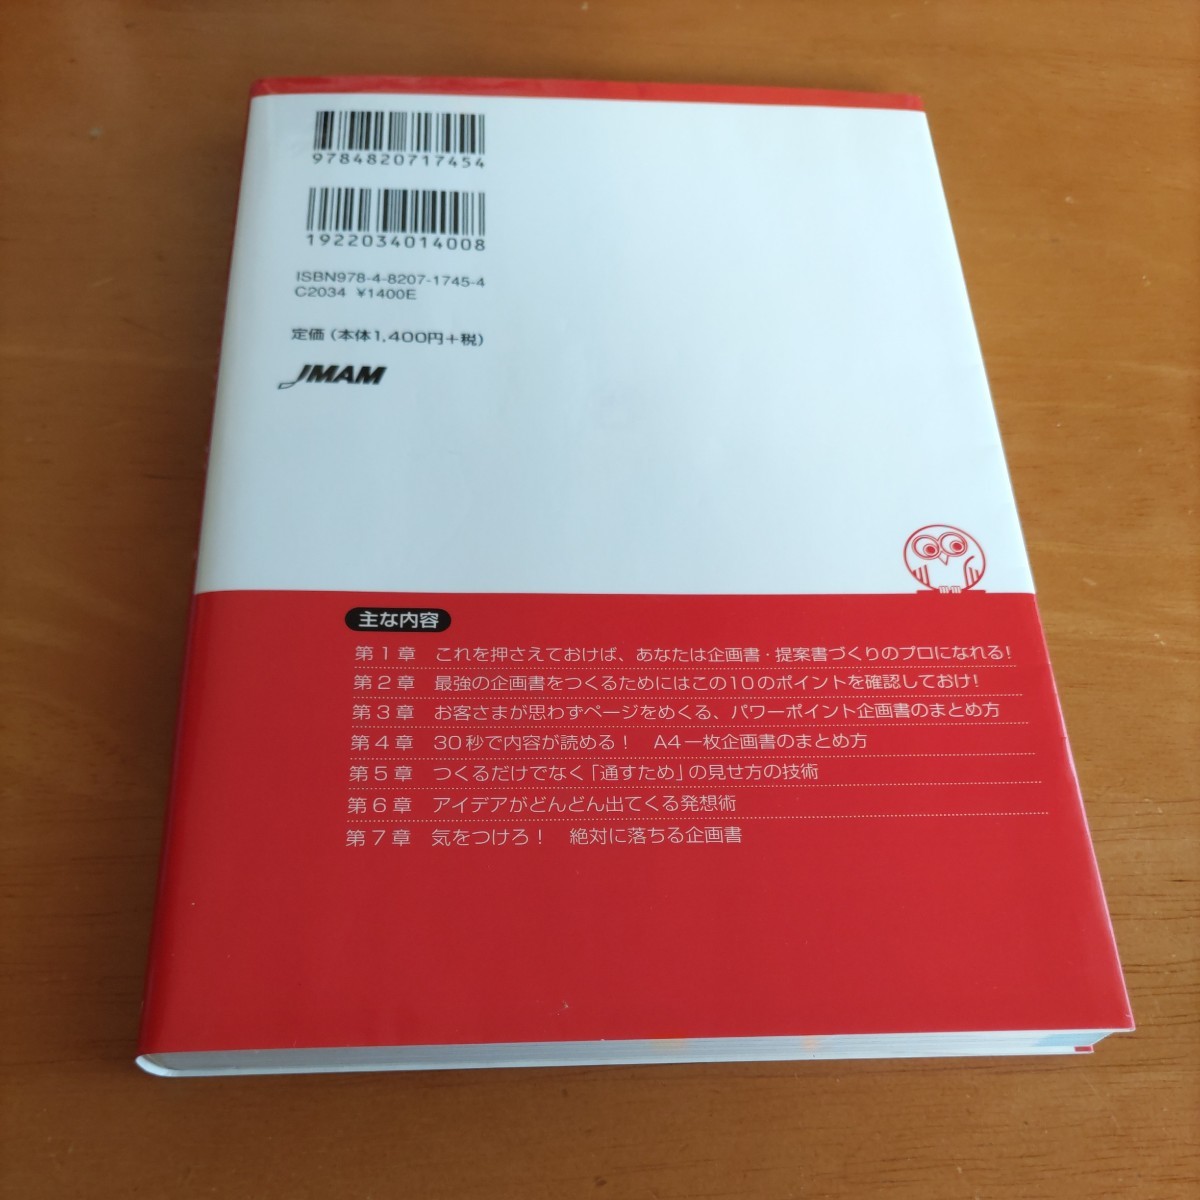 9784820717454
1922034014008
ISBN978-4-8207-1745-4
C2034 ¥1400E
定価(本体1,400円+税)
JMAM
主な内容
第1章 これを押さえておけば、あなたは企画書・提案書づくりのプロになれる!
第2章 最強の企画書をつくるためにはこの10のポイントを確認しておけ!
第3章 お客さまが思わずページをめくる、パワーポイント企画書のまとめ方
第4章 30秒で内容が読める! A4一枚企画書のまとめ方
第5章 つくるだけでなく「通すため」の見せ方の技術
第6章 アイデアがどんどん出てくる発想術
第7章 気をつけろ! 絶対に落ちる企画書